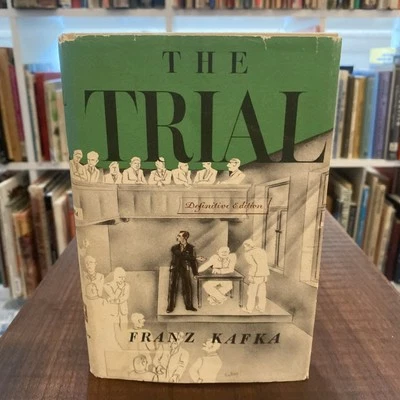 THE
TRIAL
Definitive Edition
FRANZ KAFKA